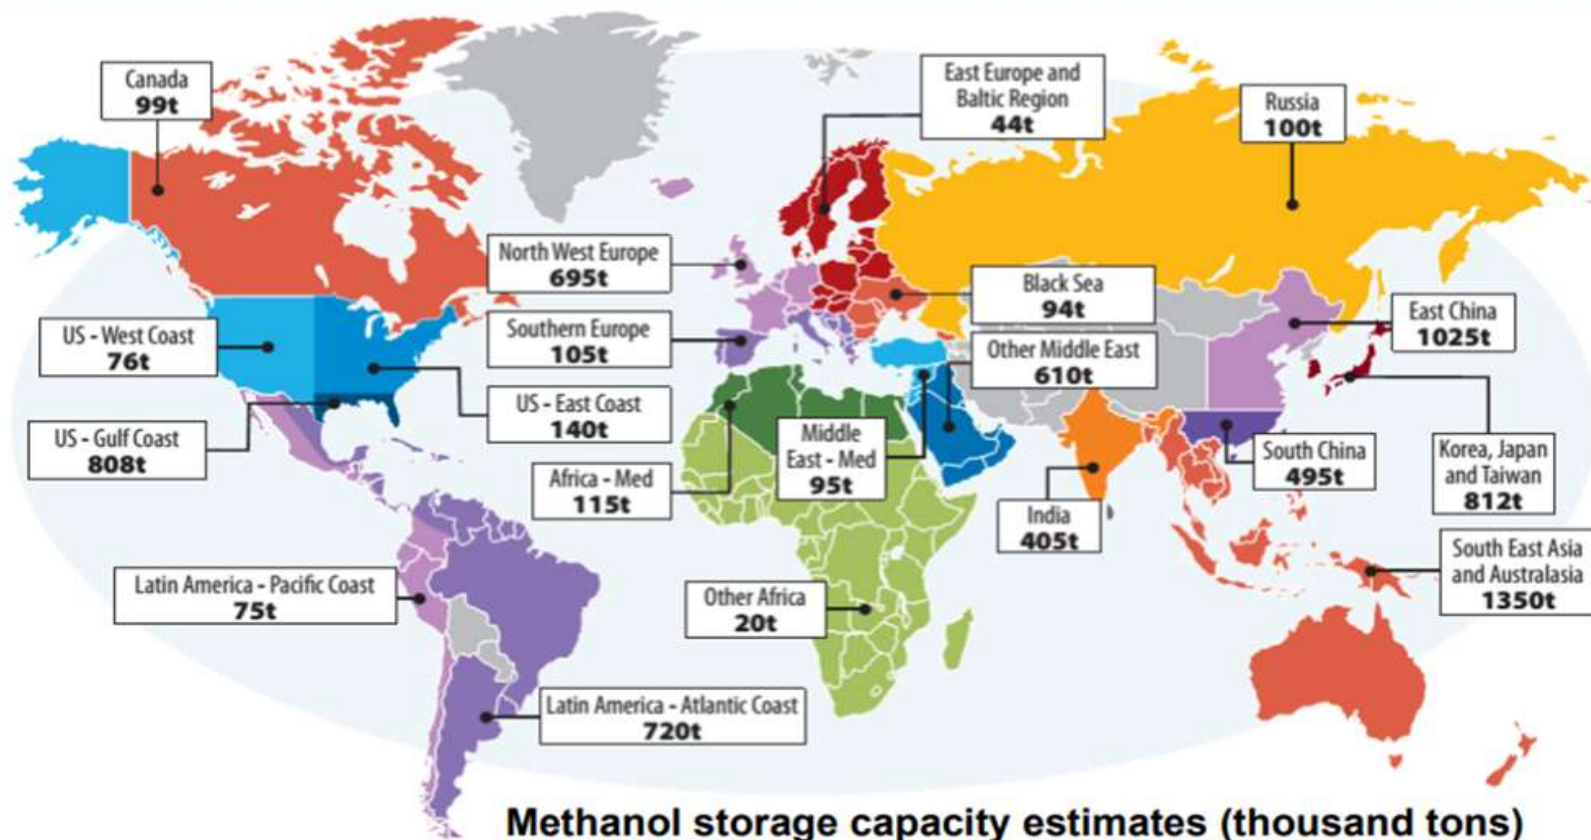 Canada
99t
East Europe and
Baltic Region
44t
Russia
100t
North West Europe
695t
Black Sea
94t
East China
1025t
US - West Coast
76t
Southern Europe
105t
Other Middle East
610t
US - East Coast
140t
US - Gulf Coast
808t
Middle
East - Med
95t
South China
495t
Korea, Japan
and Taiwan
812t
Africa - Med
115t
India
405t
South East Asia
and Australasia
1350t
Latin America - Pacific Coast
75t
Other Africa
20t
Latin America - Atlantic Coast
720t
Methanol storage capacity estimates (thousand tons)